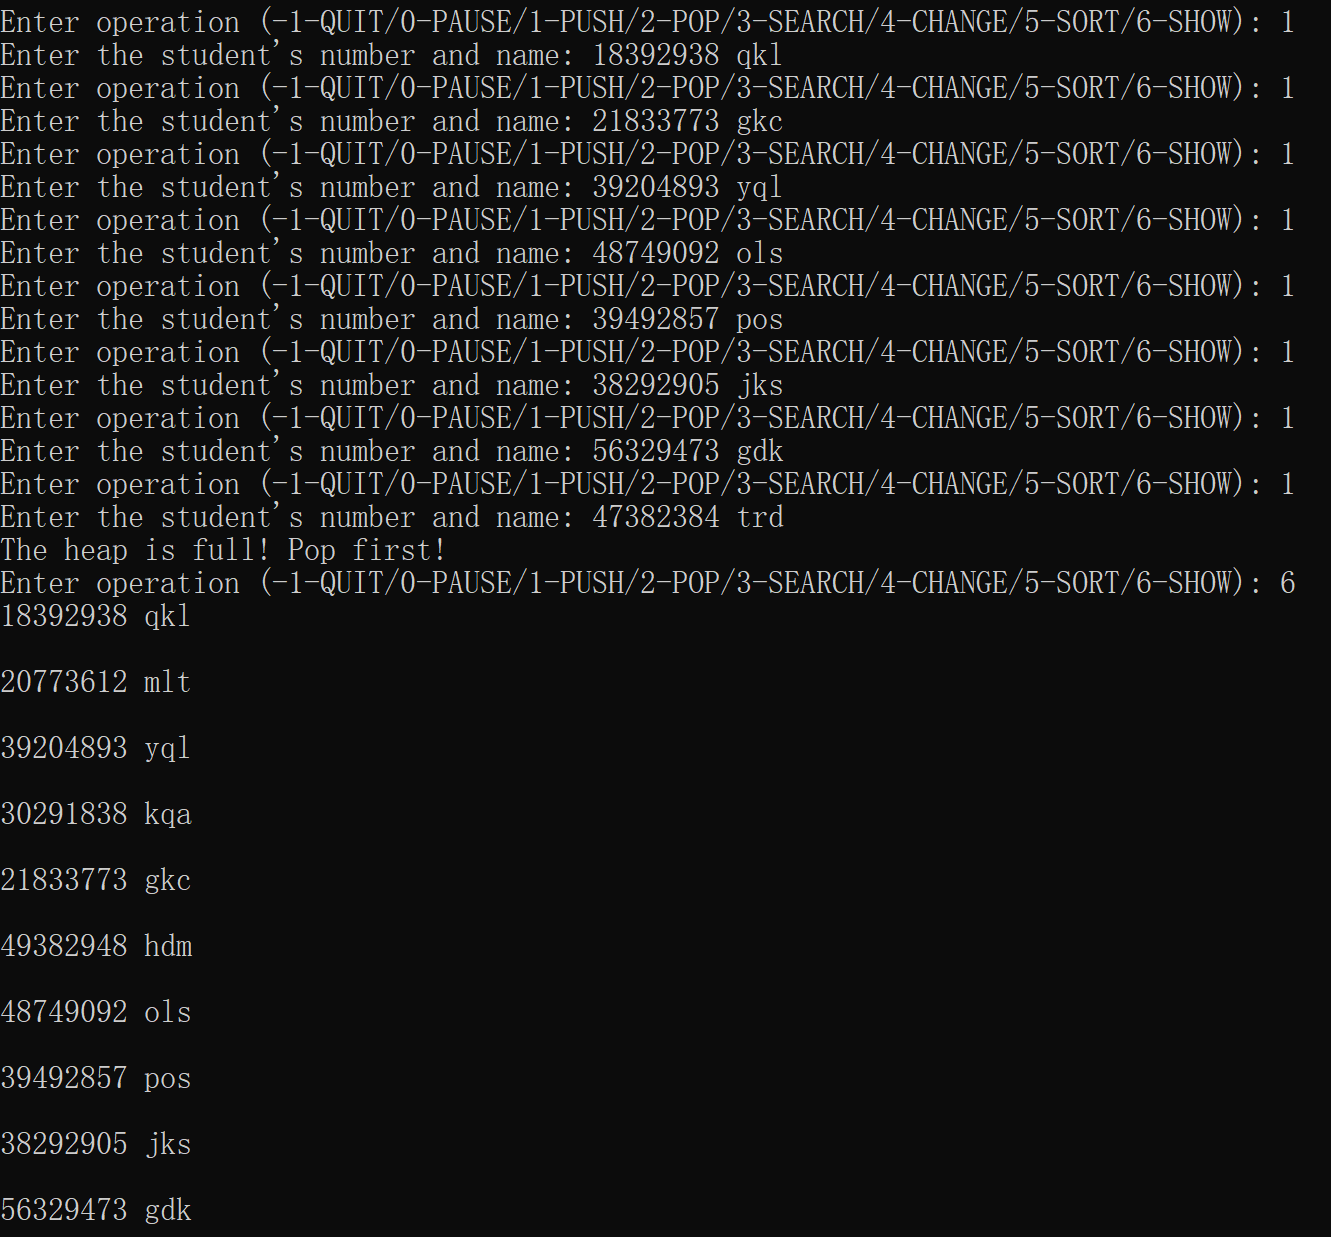 Enter operation (-1-QUIT/0-PAUSE/1-PUSH/2-POP/3-SEARCH/4-CHANGE/5-SORT/6-SHOW): 1
Enter the student's number and name: 18392938 qkl
Enter operation (-1-QUIT/0-PAUSE/1-PUSH/2-POP/3-SEARCH/4-CHANGE/5-SORT/6-SHOW): 1
Enter the student's number and name: 21833773 gkc
Enter operation (-1-QUIT/0-PAUSE/1-PUSH/2-POP/3-SEARCH/4-CHANGE/5-SORT/6-SHOW): 1
Enter the student's number and name: 39204893 yql
Enter operation (-1-QUIT/0-PAUSE/1-PUSH/2-POP/3-SEARCH/4-CHANGE/5-SORT/6-SHOW): 1
Enter the student's number and name: 48749092 ols
Enter operation (-1-QUIT/0-PAUSE/1-PUSH/2-POP/3-SEARCH/4-CHANGE/5-SORT/6-SHOW): 1
Enter the student's number and name: 39492857 pos
Enter operation (-1-QUIT/0-PAUSE/1-PUSH/2-POP/3-SEARCH/4-CHANGE/5-SORT/6-SHOW): 1
Enter the student's number and name: 38292905 jks
Enter operation (-1-QUIT/0-PAUSE/1-PUSH/2-POP/3-SEARCH/4-CHANGE/5-SORT/6-SHOW): 1
Enter the student's number and name: 56329473 gdk
Enter operation (-1-QUIT/0-PAUSE/1-PUSH/2-POP/3-SEARCH/4-CHANGE/5-SORT/6-SHOW): 1
Enter the student's number and name: 47382384 trd
The heap is full! Pop first!
Enter operation (-1-QUIT/0-PAUSE/1-PUSH/2-POP/3-SEARCH/4-CHANGE/5-SORT/6-SHOW): 6
18392938 qkl
20773612 mlt
39204893 yql
30291838 kqa
21833773 gkc
49382948 hdm
48749092 ols
39492857 pos
38292905 jks
56329473 gdk